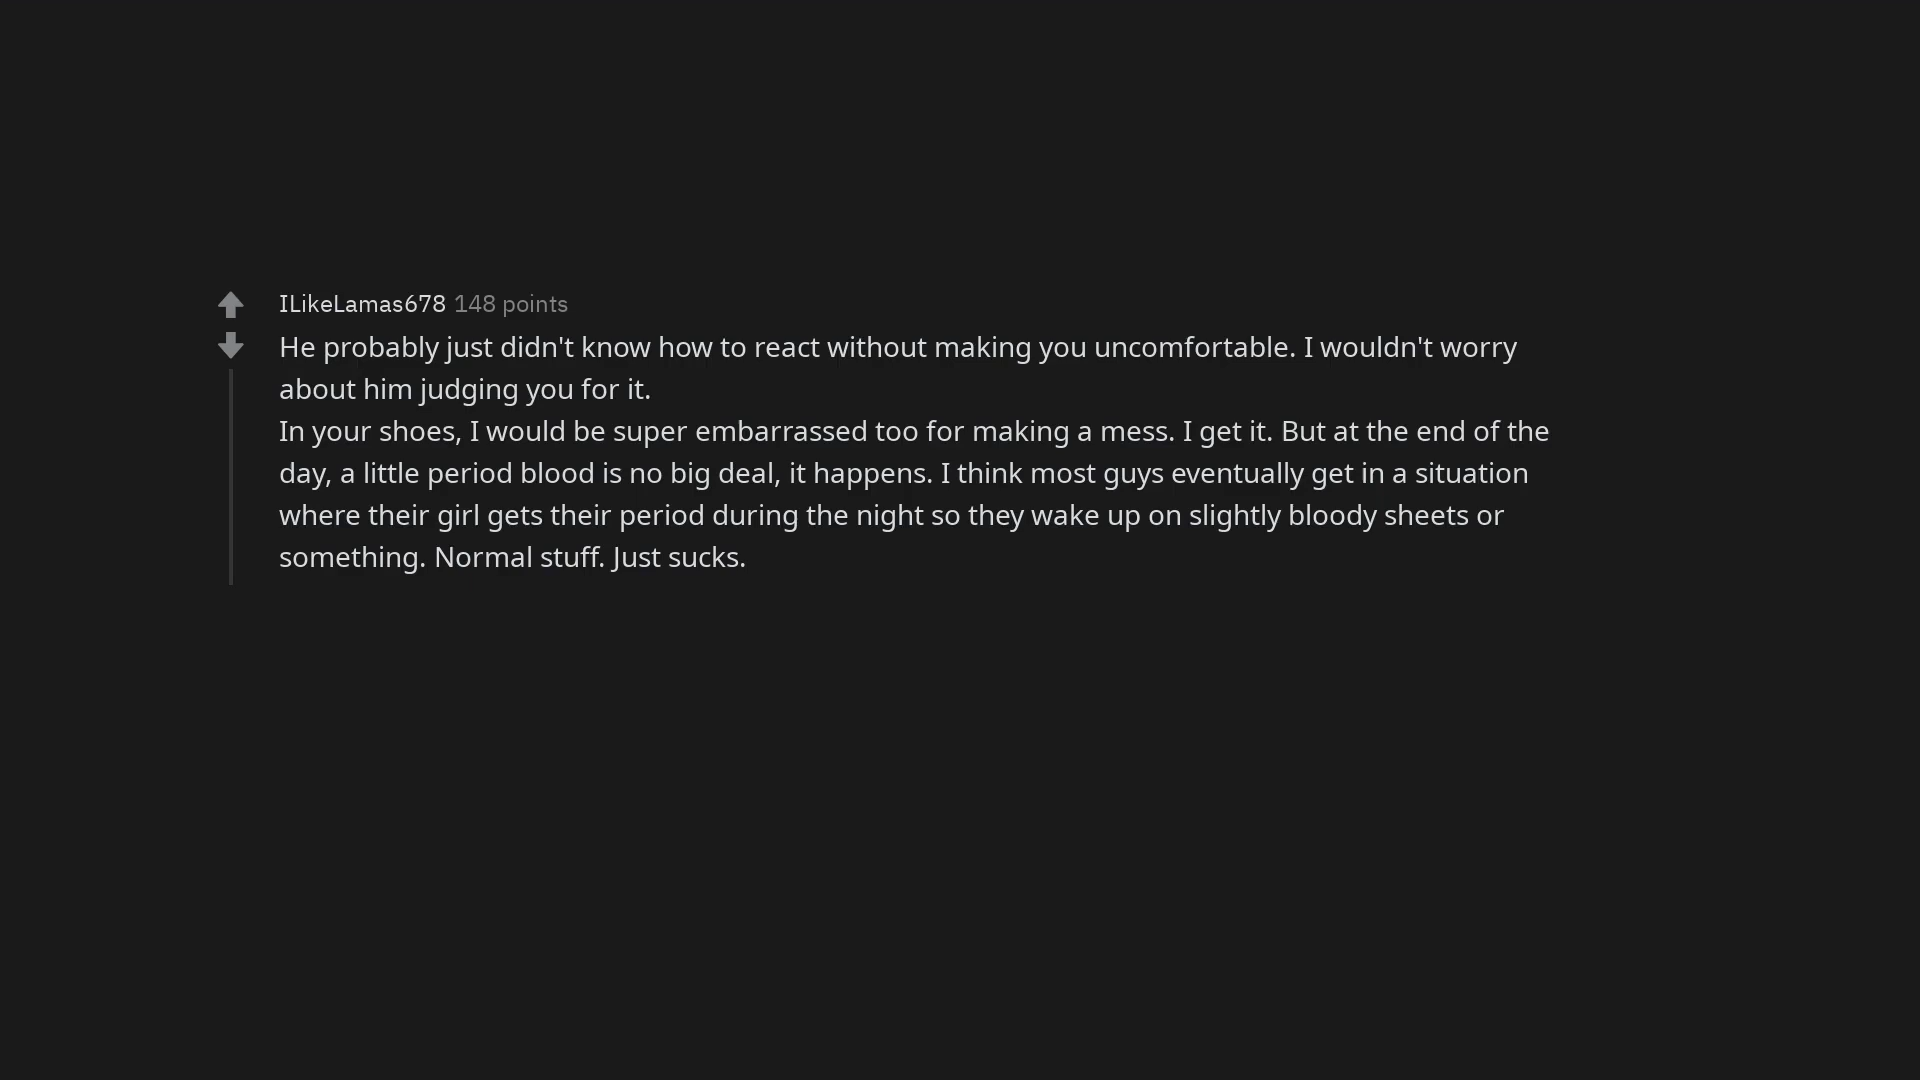 ILikeLamas678 148 points
He probably just didn't know how to react without making you uncomfortable. I wouldn't worry
about him judging you for it.
In your shoes, I would be super embarrassed too for making a mess. I get it. But at the end of the
day, a little period blood is no big deal, it happens. I think most guys eventually get in a situation
where their girl gets their period during the night so they wake up on slightly bloody sheets or
something. Normal stuff. Just sucks.